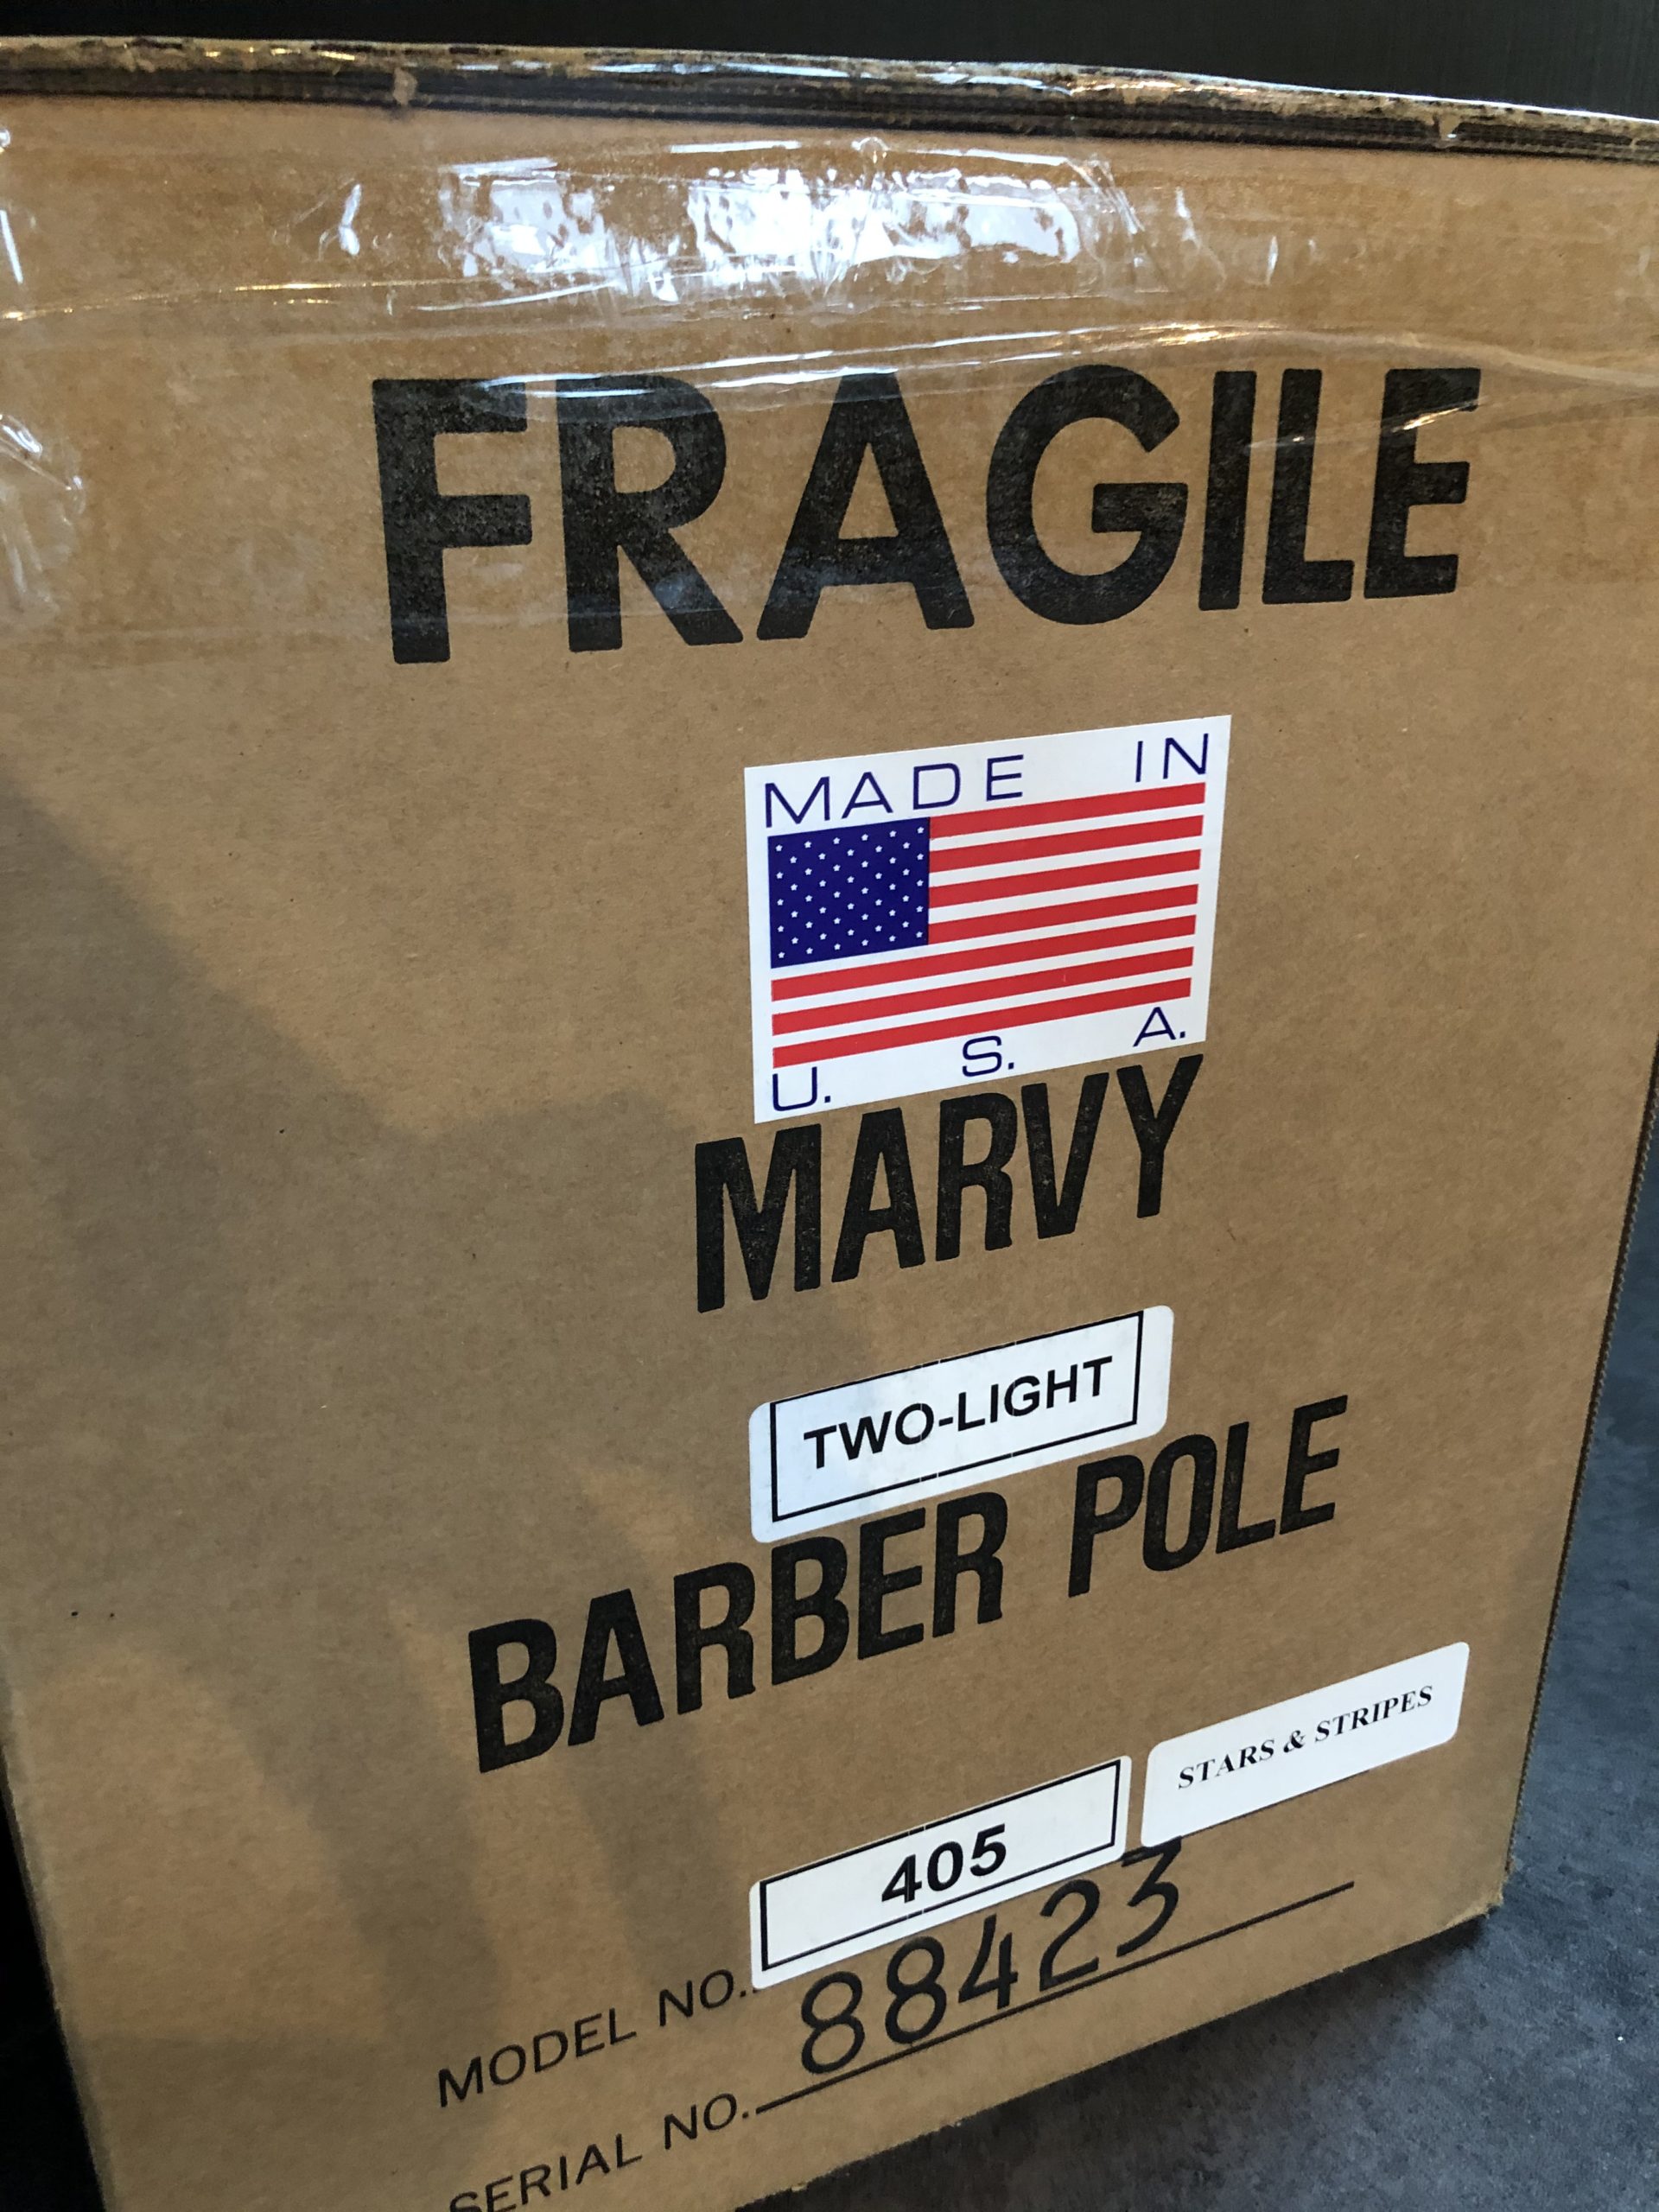 FRAGILE
MADE IN
U. S. A.
MARVY
TWO-LIGHT
BARBER POLE
STARS & STRIPES
MODEL NO. 405
SERIAL NO. 88423